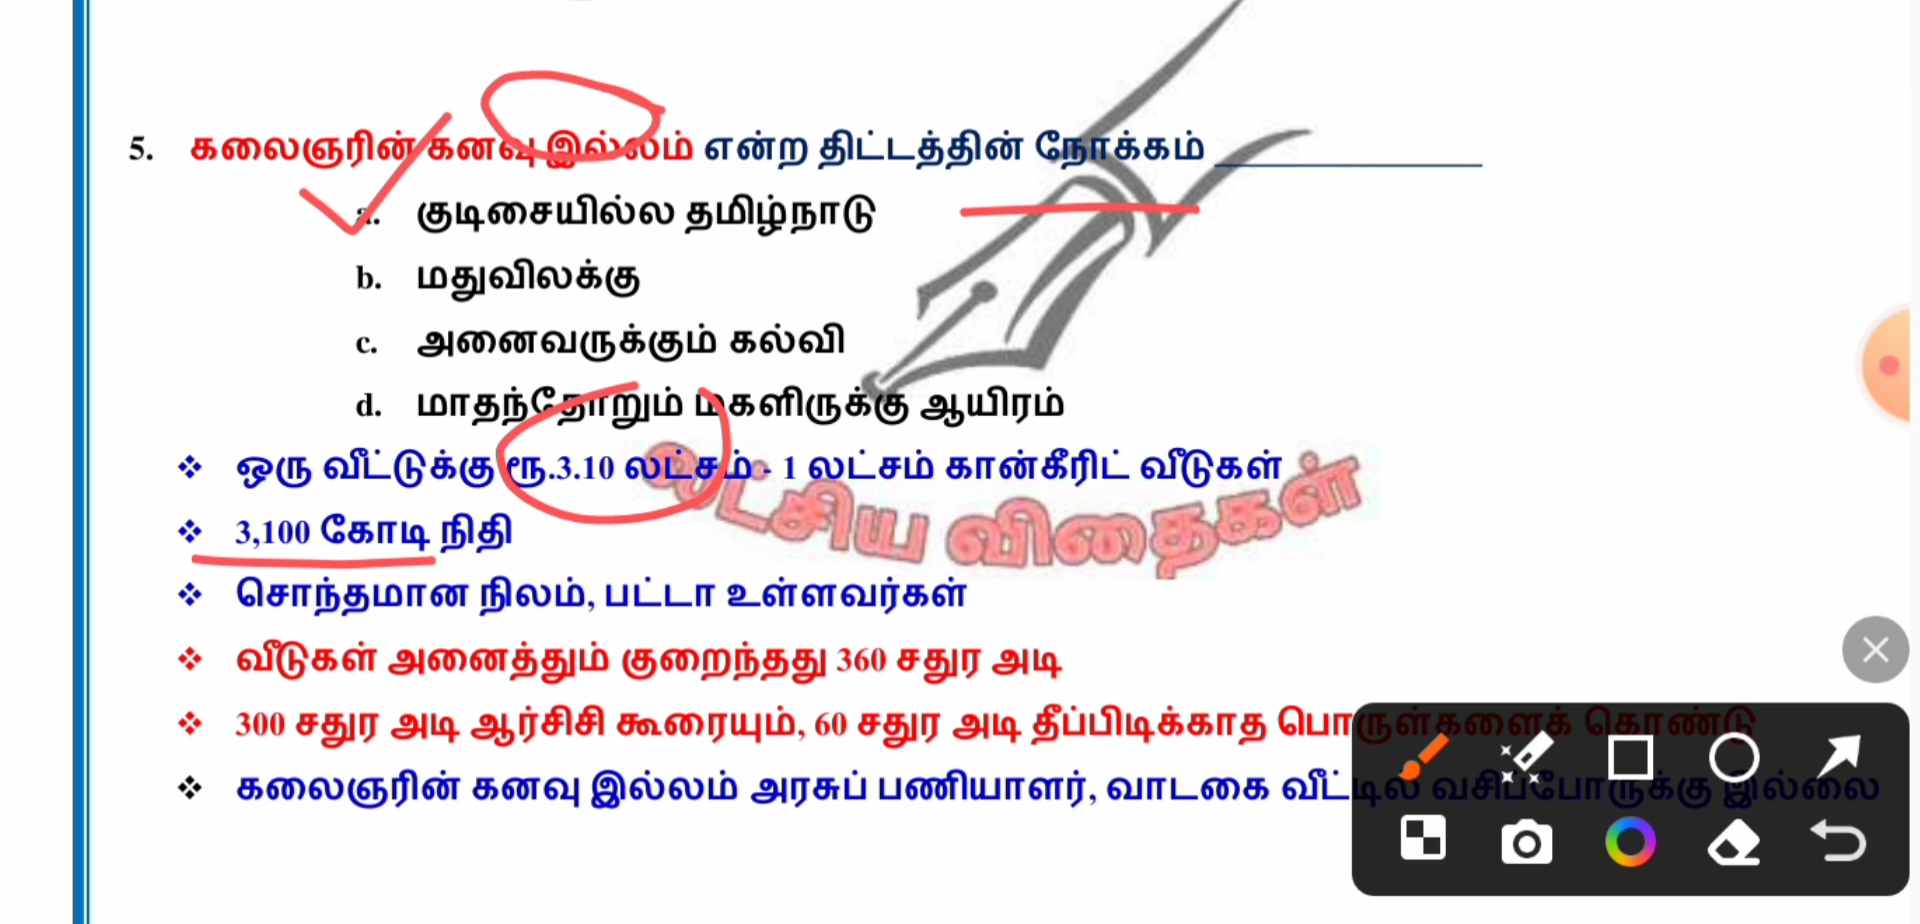 5. கலைஞரின் கனவு இல்லம் என்ற திட்டத்தின் நோக்கம் ____________
a. குடிசையில்ல தமிழ்நாடு
b. மதுவிலக்கு
c. அனைவருக்கும் கல்வி
d. மாதந்தோறும் மகளிருக்கு ஆயிரம்
❖ ஒரு வீட்டுக்கு ரூ.3.10 லட்சம் - 1 லட்சம் கான்கீரிட் வீடுகள்
லட்சிய விதைகள்
❖ 3,100 கோடி நிதி
❖ சொந்தமான நிலம், பட்டா உள்ளவர்கள்
❖ வீடுகள் அனைத்தும் குறைந்தது 360 சதுர அடி
❖ 300 சதுர அடி ஆர்சிசி கூரையும், 60 சதுர அடி தீப்பிடிக்காத பொருள்களைக் கொண்டு
❖ கலைஞரின் கனவு இல்லம் அரசுப் பணியாளர், வாடகை வீட்டில் வசிப்போருக்கு இல்லை